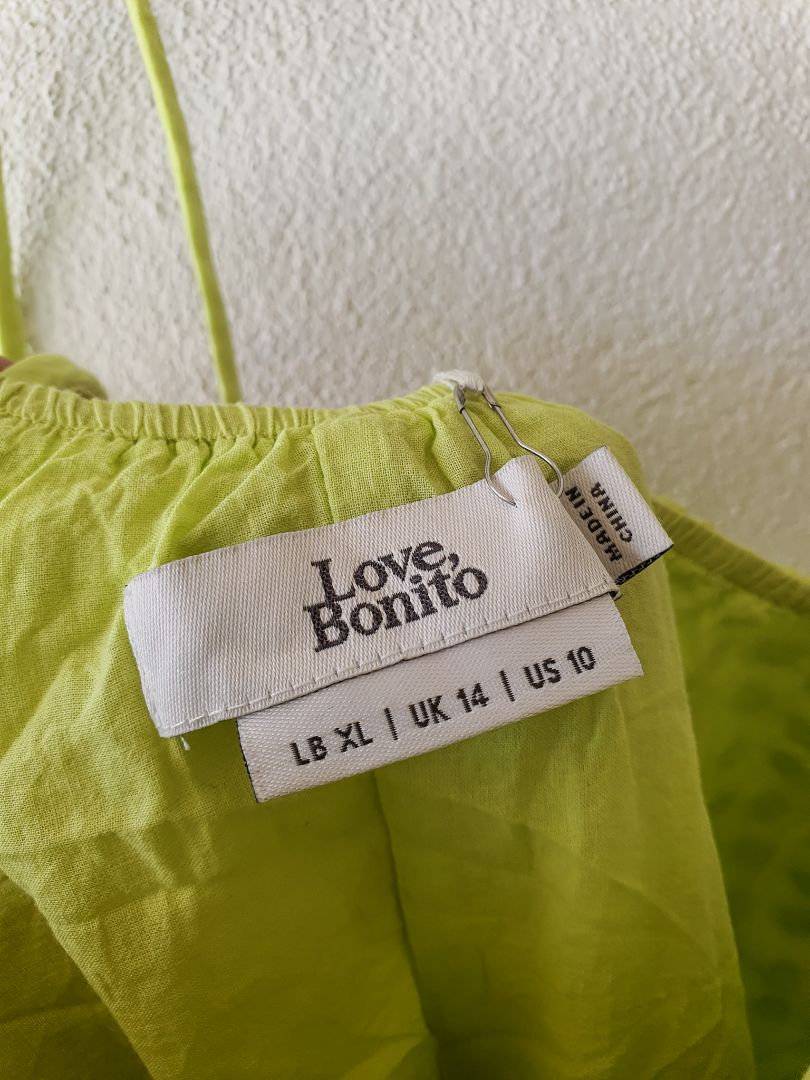 Love,
Bonito
MADE IN
CHINA
LB XL | UK 14 | US 10